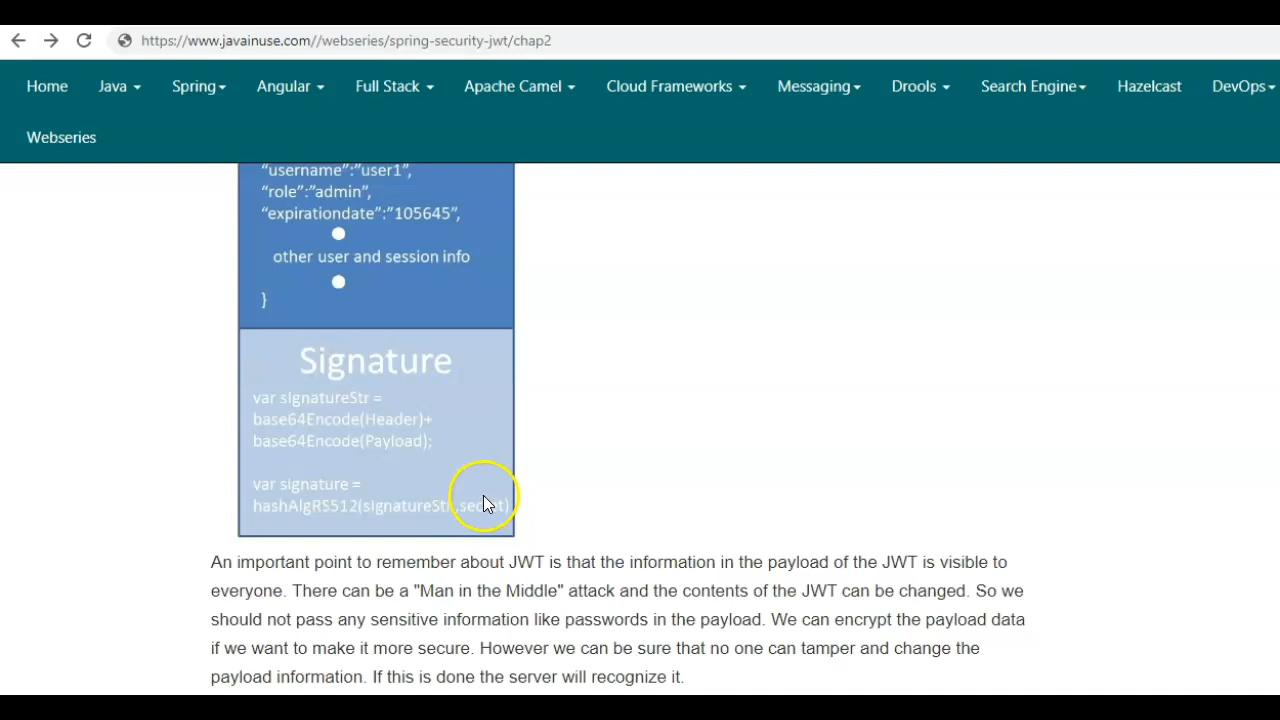 https://www.javainuse.com//webseries/spring-security-jwt/chap2
Home Java Spring Angular Full Stack Apache Camel Cloud Frameworks Messaging Drools Search Engine Hazelcast DevOps
Webseries
"username":"user1",
"role":"admin",
"expirationdate":"105645",
other user and session info
}
Signature
var signatureStr =
base64Encode(Header)+
base64Encode(Payload);
var signature =
hashAlgRS512(signatureStr,secret)
An important point to remember about JWT is that the information in the payload of the JWT is visible to
everyone. There can be a "Man in the Middle" attack and the contents of the JWT can be changed. So we
should not pass any sensitive information like passwords in the payload. We can encrypt the payload data
if we want to make it more secure. However we can be sure that no one can tamper and change the
payload information. If this is done the server will recognize it.